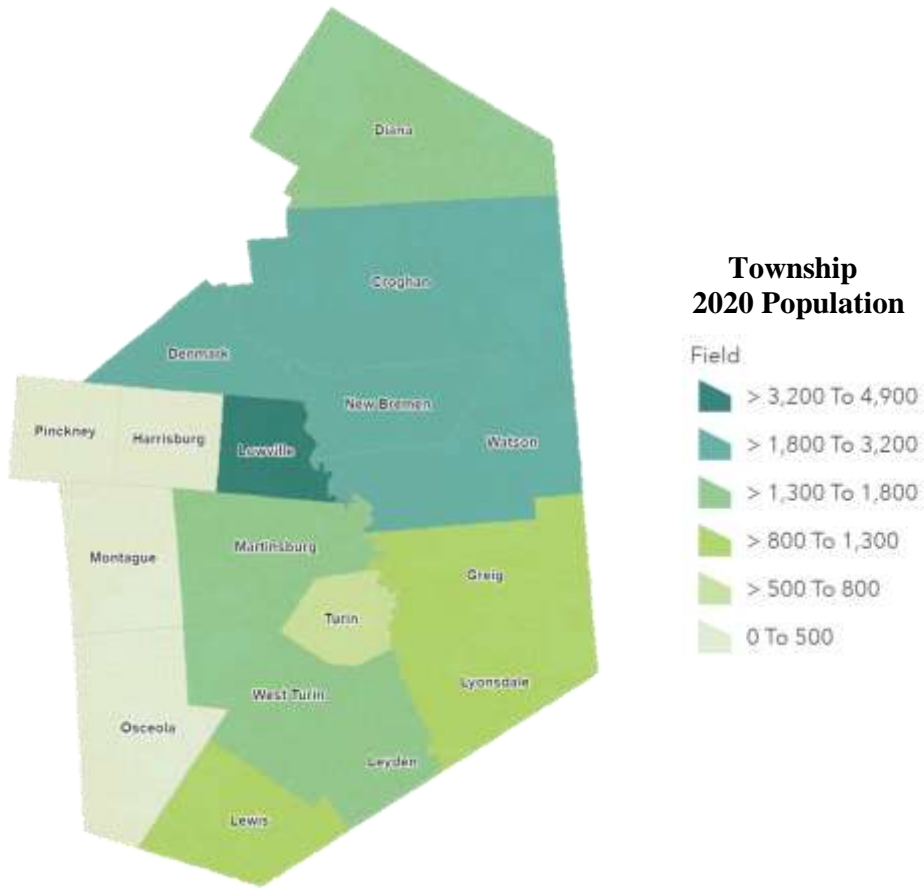 Diana
Croghan
Township
2020 Population
Denmark
Field
> 3,200 To 4,900
New Bremen
Pinckney
Harrisburg
Lowville
Watson
> 1,800 To 3,200
> 1,300 To 1,800
Martinsburg
Montague
> 800 To 1,300
Greig
> 500 To 800
Turin
0 To 500
Lyonsdale
West Turin
Osceola
Leyden
Lewis